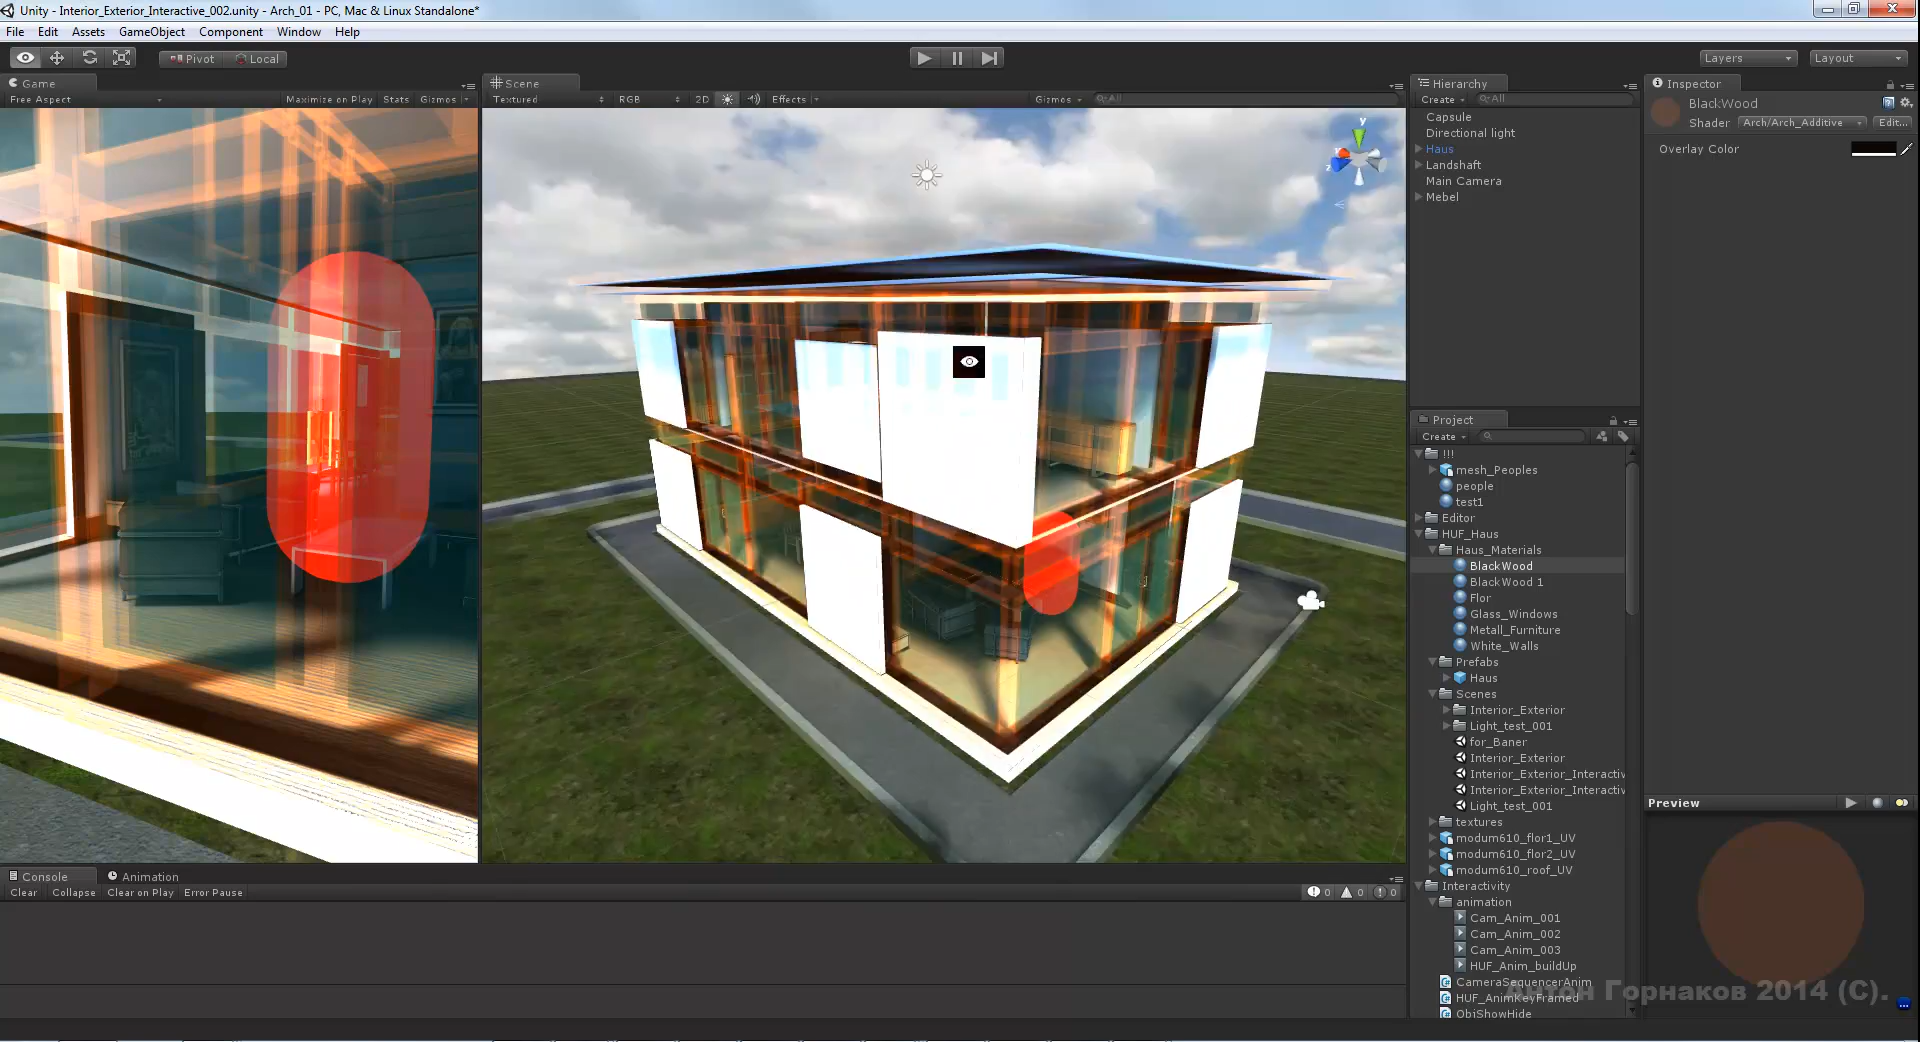 Unity - Interior_Exterior_Interactive_002.unity - Arch_01 - PC, Mac & Linux Standalone*
File Edit Assets GameObject Component Window Help
Pivot Local Layers Layout
Game Scene Hierarchy Inspector
Free Aspect Maximize on Play Stats Gizmos Textured RGB 2D Effects Gizmos All Create All
BlackWood
Shader Arch/Arch_Additive Edit...
Overlay Color
y
x
z
Capsule
Directional light
Haus
Landshaft
Main Camera
Mebel
Project
Create
!!!
mesh_Peoples
people
test1
Editor
HUF_Haus
Haus_Materials
BlackWood
BlackWood 1
Flor
Glass_Windows
Metall_Furniture
White_Walls
Prefabs
Haus
Scenes
Interior_Exterior
Light_test_001
for_Baner
Interior_Exterior
Interior_Exterior_Interactiv
Interior_Exterior_Interactiv
Light_test_001
textures
modum610_flor1_UV
modum610_flor2_UV
modum610_roof_UV
Interactivity
animation
Cam_Anim_001
Cam_Anim_002
Cam_Anim_003
HUF_Anim_buildUp
CameraSequencerAnim
HUF_AnimKeyFramed
ObjShowHide
Preview
Console Animation
Clear Collapse Clear on Play Error Pause 0 0 0
Антон Горнаков 2014 (C).